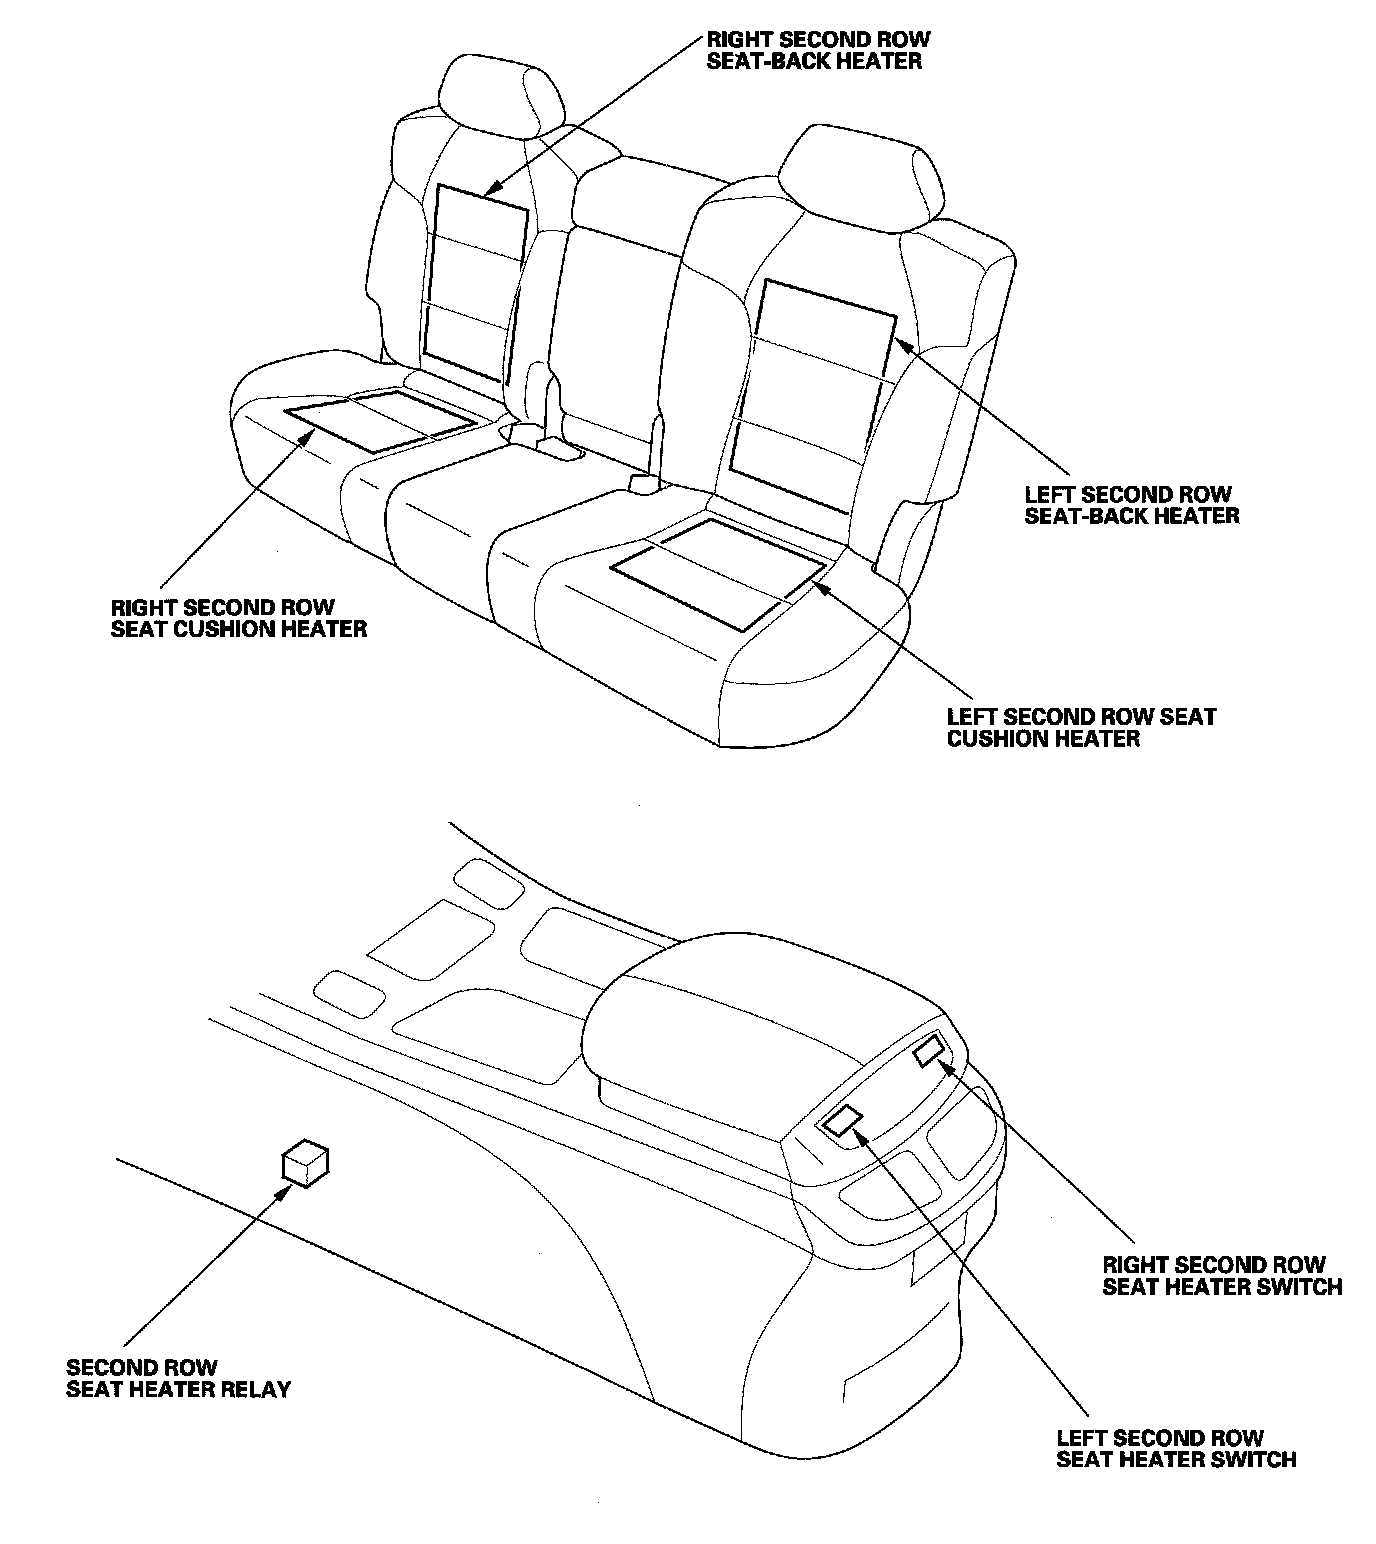 RIGHT SECOND ROW
SEAT-BACK HEATER
LEFT SECOND ROW
SEAT-BACK HEATER
RIGHT SECOND ROW
SEAT CUSHION HEATER
LEFT SECOND ROW SEAT
CUSHION HEATER
RIGHT SECOND ROW
SEAT HEATER SWITCH
SECOND ROW
SEAT HEATER RELAY
LEFT SECOND ROW
SEAT HEATER SWITCH